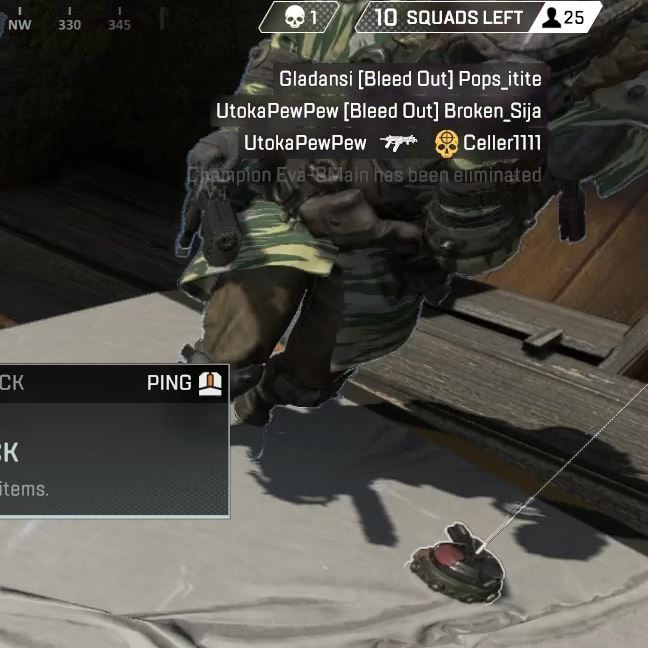 NW 330 345
1
10 SQUADS LEFT 25
Gladansi [Bleed Out] Pops_itite
UtokaPewPew [Bleed Out] Broken_Sija
UtokaPewPew Celler1111
Champion Eva-8Main has been eliminated
CK PING
CK
items.